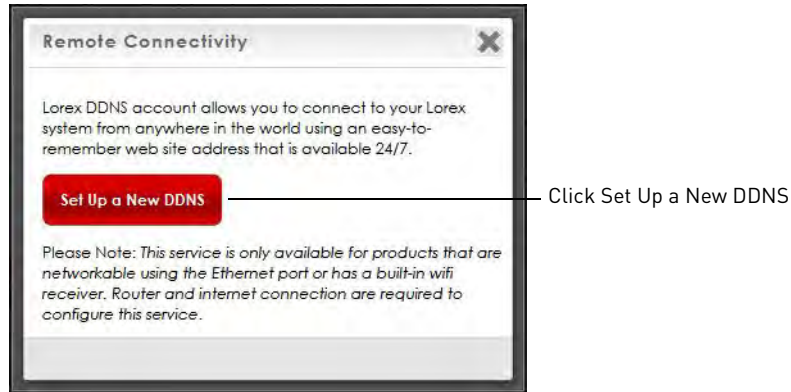 Remote Connectivity
Lorex DDNS account allows you to connect to your Lorex
system from anywhere in the world using an easy-to-
remember web site address that is available 24/7.
Set Up a New DDNS
Click Set Up a New DDNS
Please Note: This service is only available for products that are
networkable using the Ethernet port or has a built-in wifi
receiver. Router and internet connection are required to
configure this service.